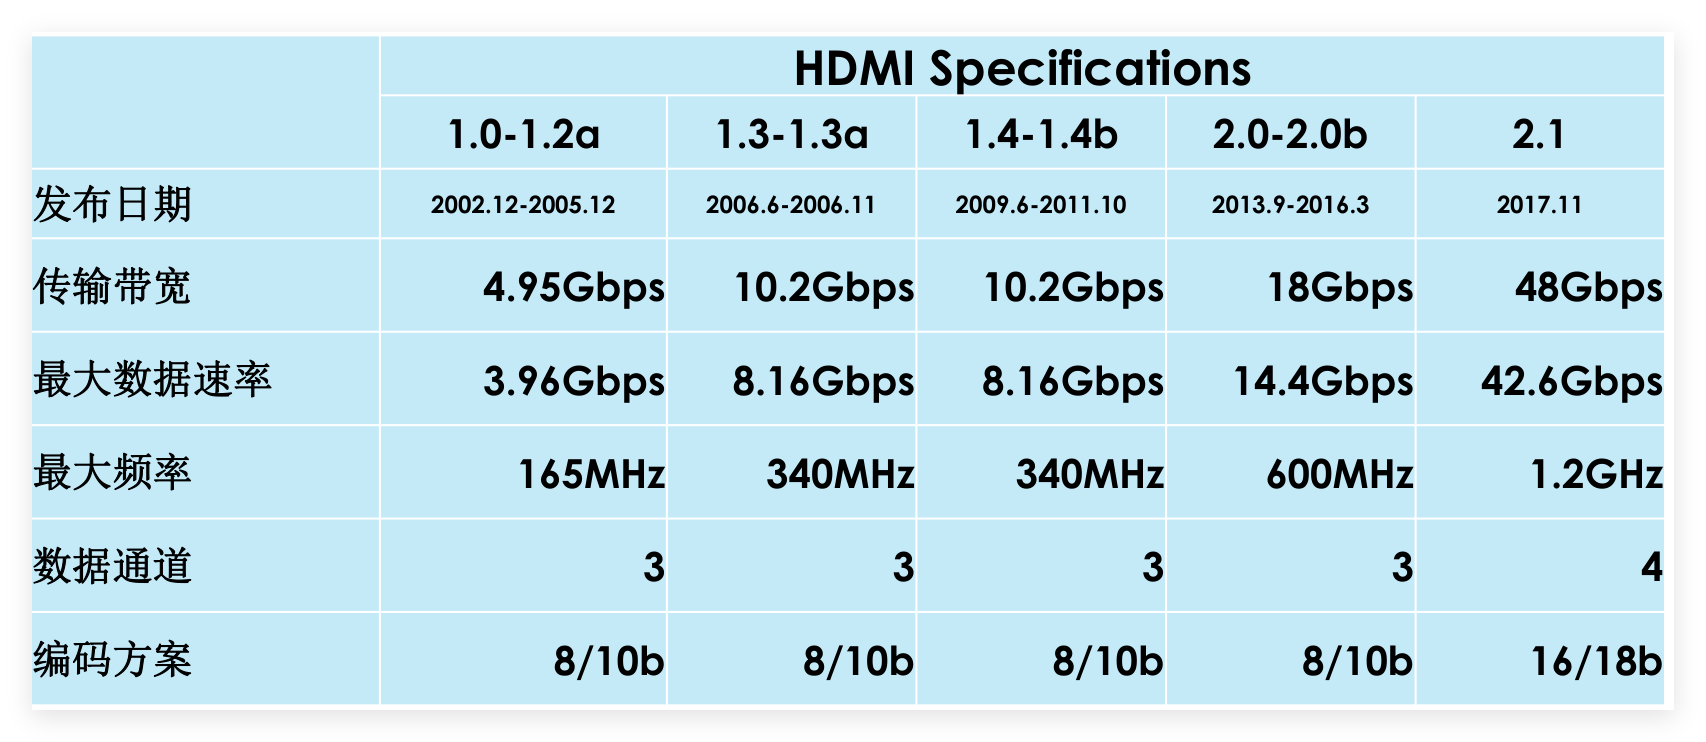 HDMI Specifications
1.0-1.2a 1.3-1.3a 1.4-1.4b 2.0-2.0b 2.1
发布日期 2002.12-2005.12 2006.6-2006.11 2009.6-2011.10 2013.9-2016.3 2017.11
传输带宽 4.95Gbps 10.2Gbps 10.2Gbps 18Gbps 48Gbps
最大数据速率 3.96Gbps 8.16Gbps 8.16Gbps 14.4Gbps 42.6Gbps
最大频率 165MHz 340MHz 340MHz 600MHz 1.2GHz
数据通道 3 3 3 3 4
编码方案 8/10b 8/10b 8/10b 8/10b 16/18b